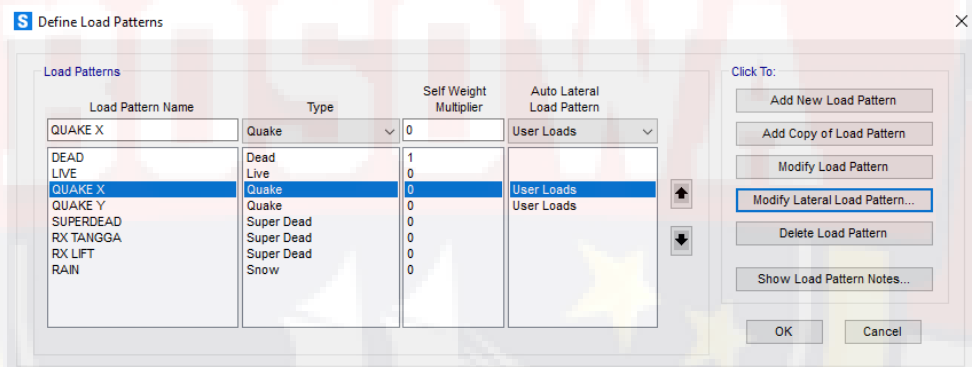 S Define Load Patterns
BOSOWA
Load Patterns
Click To:
Load Pattern Name Type Self Weight Multiplier Auto Lateral Load Pattern
QUAKE X Quake 0 User Loads
DEAD Dead 1
LIVE Live 0
QUAKE X Quake 0 User Loads
QUAKE Y Quake 0 User Loads
SUPERDEAD Super Dead 0
RX TANGGA Super Dead 0
RX LIFT Super Dead 0
RAIN Snow 0
Add New Load Pattern
Add Copy of Load Pattern
Modify Load Pattern
Modify Lateral Load Pattern...
Delete Load Pattern
Show Load Pattern Notes...
OK Cancel